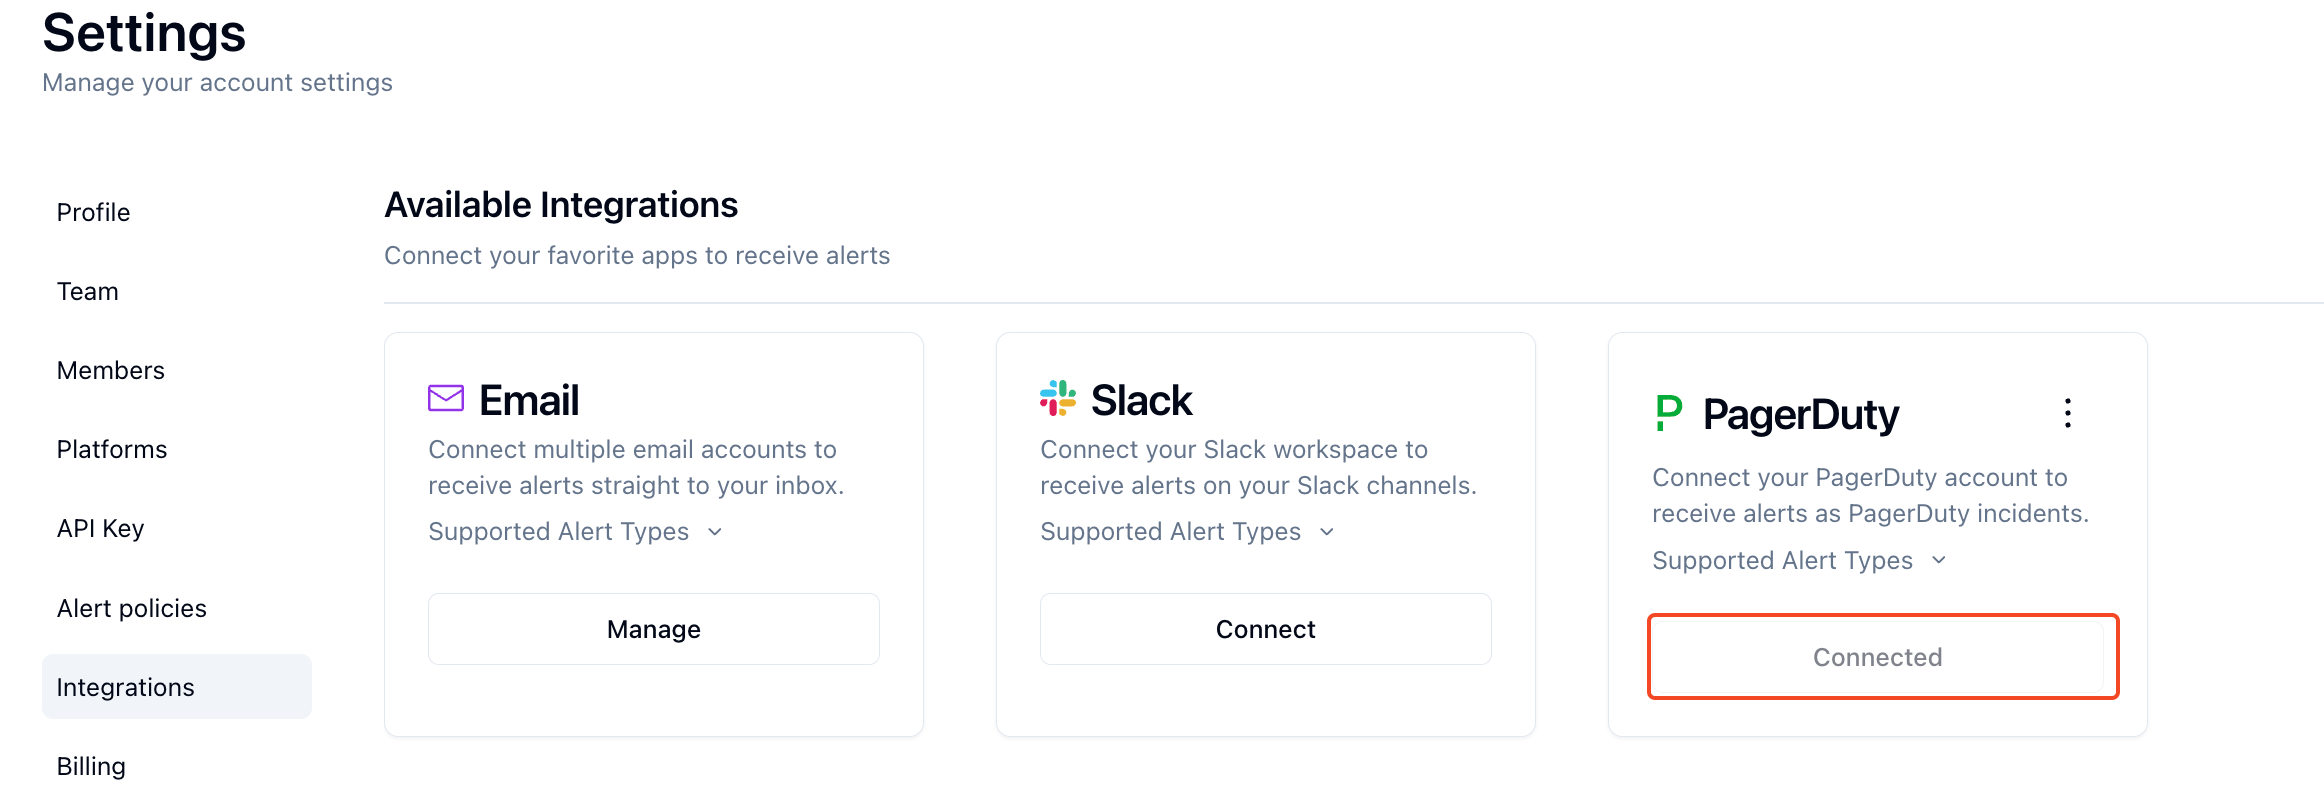 Settings
Manage your account settings
Profile
Team
Members
Platforms
API Key
Alert policies
Integrations
Billing
Available Integrations
Connect your favorite apps to receive alerts
Email
Connect multiple email accounts to
receive alerts straight to your inbox.
Supported Alert Types
Manage
Slack
Connect your Slack workspace to
receive alerts on your Slack channels.
Supported Alert Types
Connect
PagerDuty
Connect your PagerDuty account to
receive alerts as PagerDuty incidents.
Supported Alert Types
Connected